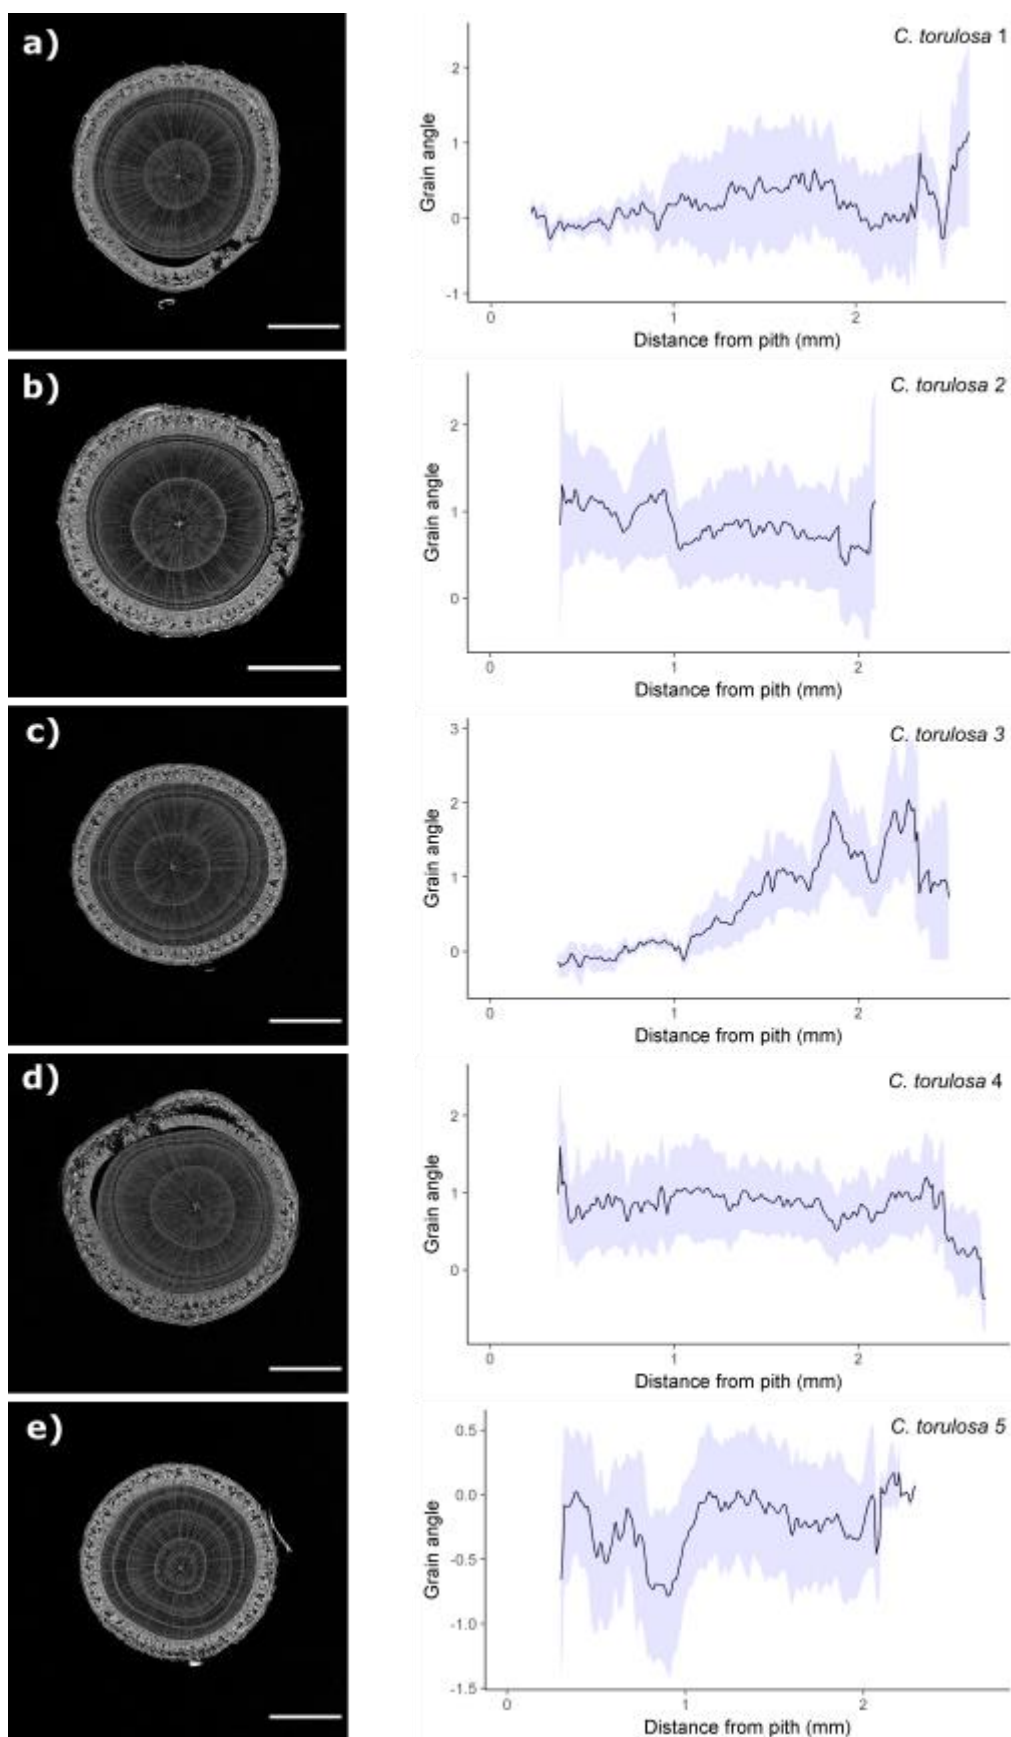 a)
C. torulosa 1
2
1
0
-1
Grain angle
0 1 2
Distance from pith (mm)
b)
C. torulosa 2
2
1
0
Grain angle
0 1 2
Distance from pith (mm)
c)
C. torulosa 3
3
2
1
0
Grain angle
0 1 2
Distance from pith (mm)
d)
C. torulosa 4
2
1
0
Grain angle
0 1 2
Distance from pith (mm)
e)
C. torulosa 5
0.5
0.0
-0.5
-1.0
-1.5
Grain angle
0 1 2
Distance from pith (mm)